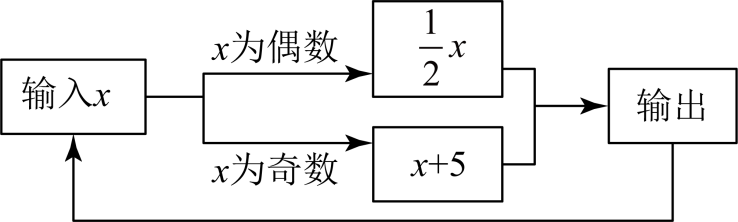 输入x
x为偶数
1/2 x
x为奇数
x+5
输出